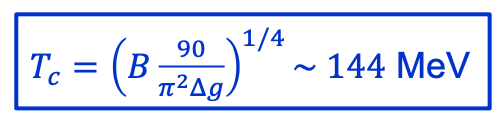 T_c = (B 90/π²Δg)^{1/4} ~ 144 MeV